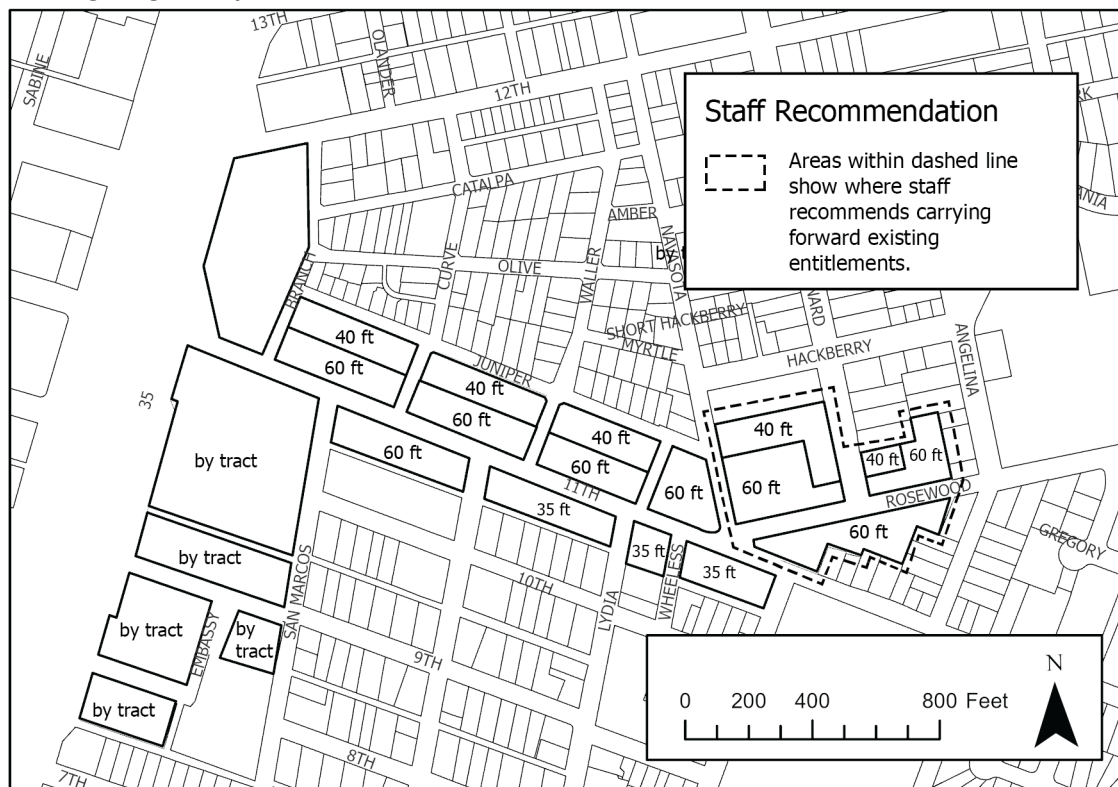 13TH
OLANDER
SABINE
12TH
Staff Recommendation
Areas within dashed line
show where staff
recommends carrying
forward existing
entitlements.
CATALPA
AMBER
NAVASOTA
BRANCH
CURVE
OLIVE
WALLER
SHORT HACKBERRY
MYRTLE
HACKBERRY
ANGELINA
JUNIPER
35
40 ft
60 ft
40 ft
60 ft
40 ft
60 ft
60 ft
40 ft
60 ft
40 ft
60 ft
ROSEWOOD
60 ft
GREGORY
by tract
60 ft
11TH
35 ft
35 ft
35 ft
WHEELESS
LYDIA
10TH
by tract
SAN MARCOS
by tract
EMBASSY
by
tract
9TH
by tract
8TH
7TH
N
0 200 400 800 Feet